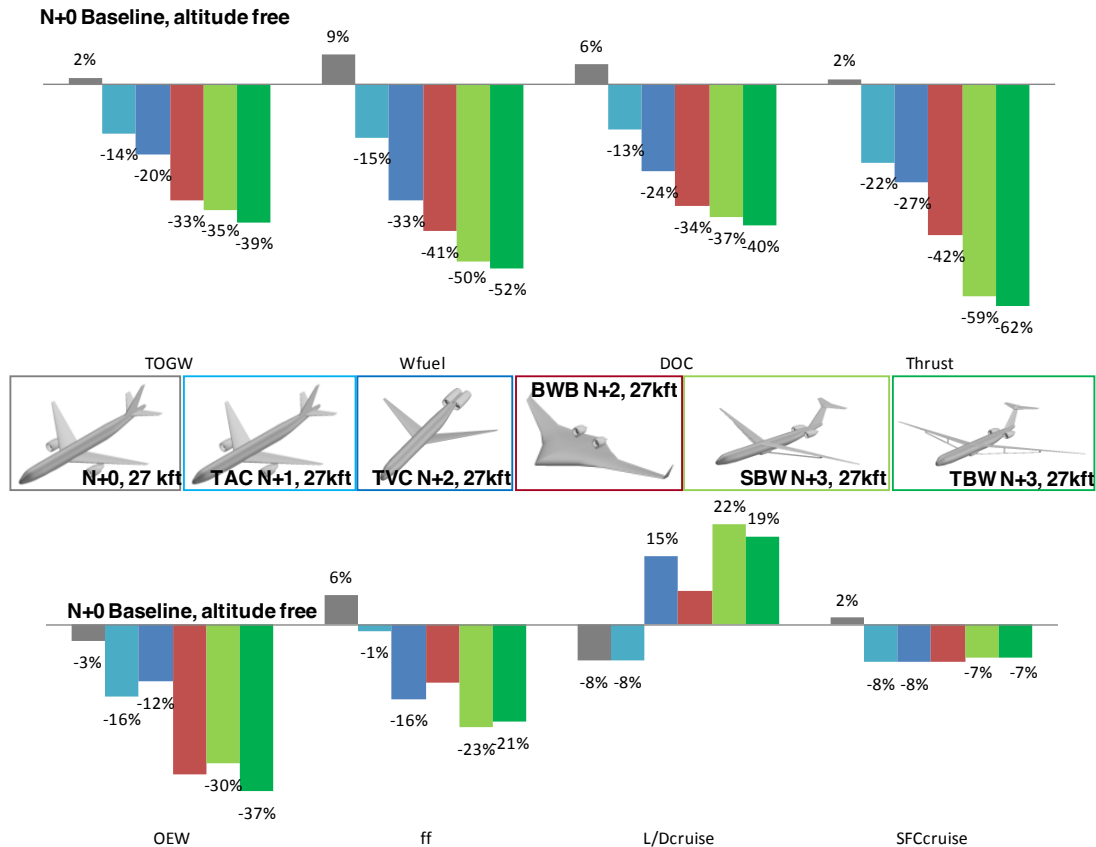 N+0 Baseline, altitude free
2% 9% 6% 2%
-14% -20% -33% -35% -39%
-15% -33% -41% -50% -52%
-13% -24% -34% -37% -40%
-22% -27% -42% -59% -62%
TOGW Wfuel DOC Thrust
N+0, 27 kft
TAC N+1, 27kft
TVC N+2, 27kft
BWB N+2, 27kft
SBW N+3, 27kft
TBW N+3, 27kft
N+0 Baseline, altitude free
-3% -16% -12% -30% -37%
6% -1% -16% -23% -21%
-8% -8% 15% 22% 19%
2% -8% -8% -7% -7%
OEW ff L/Dcruise SFCcruise